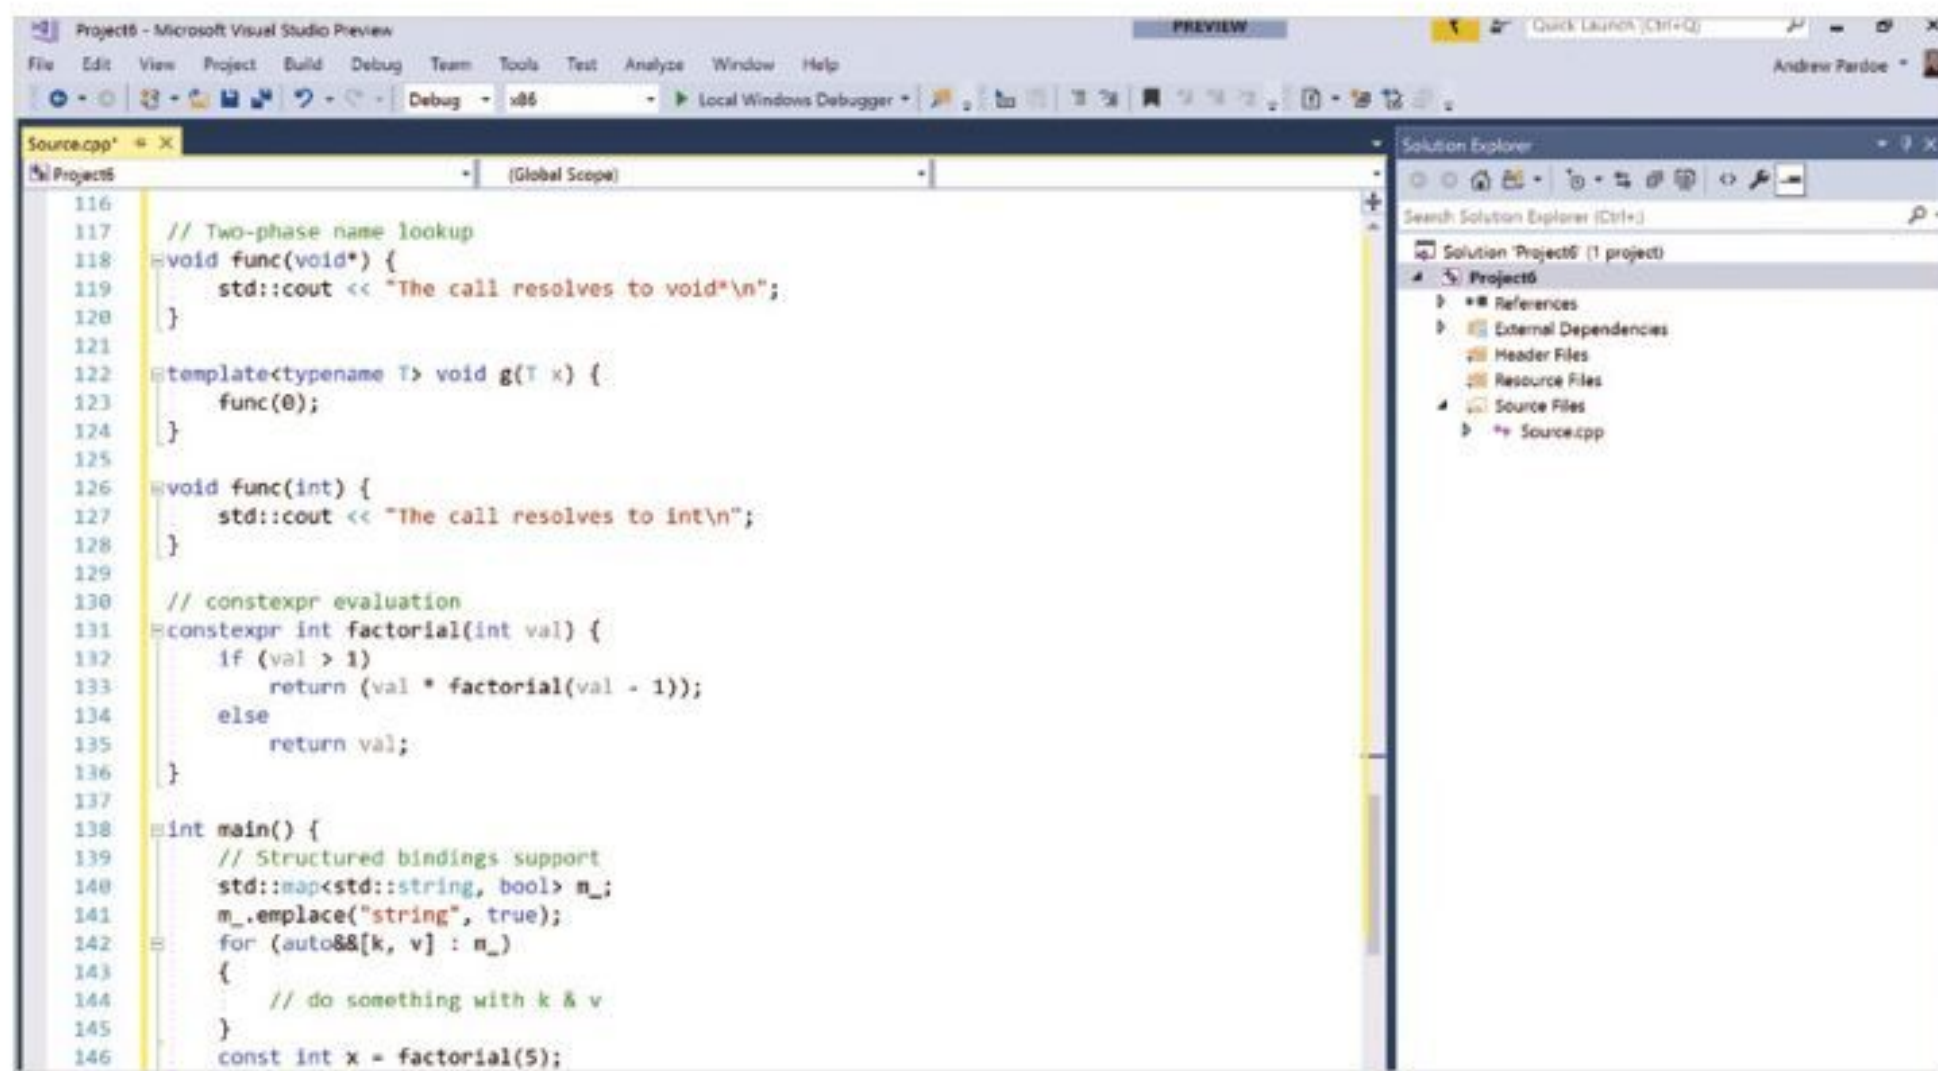 Project6 - Microsoft Visual Studio Preview
PREVIEW
Quick Launch (Ctrl+Q)
File Edit View Project Build Debug Team Tools Test Analyze Window Help
Andrew Pardoe
Debug x86 Local Windows Debugger
Source.cpp*
Project6 (Global Scope)
116
117 // Two-phase name lookup
118 void func(void*) {
119 std::cout << "The call resolves to void*\n";
120 }
121
122 template<typename T> void g(T x) {
123 func(0);
124 }
125
126 void func(int) {
127 std::cout << "The call resolves to int\n";
128 }
129
130 // constexpr evaluation
131 constexpr int factorial(int val) {
132 if (val > 1)
133 return (val * factorial(val - 1));
134 else
135 return val;
136 }
137
138 int main() {
139 // Structured bindings support
140 std::map<std::string, bool> m_;
141 m_.emplace("string", true);
142 for (auto&&[k, v] : m_)
143 {
144 // do something with k & v
145 }
146 const int x = factorial(5);
Solution Explorer
Search Solution Explorer (Ctrl+;)
Solution 'Project6' (1 project)
Project6
References
External Dependencies
Header Files
Resource Files
Source Files
Source.cpp